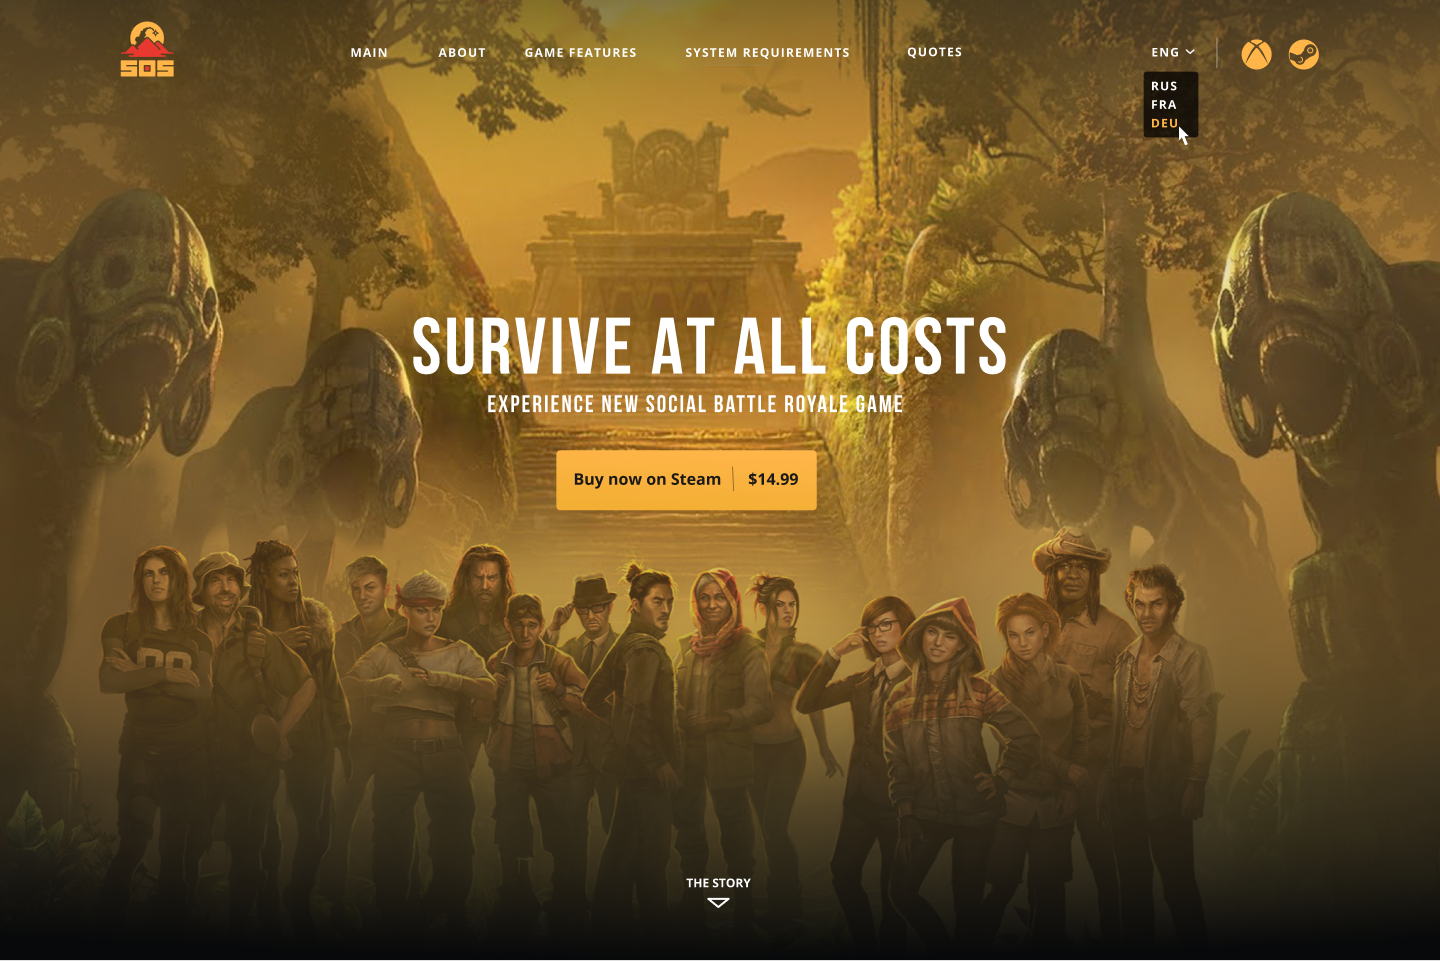 SOS
MAIN
ABOUT
GAME FEATURES
SYSTEM REQUIREMENTS
QUOTES
ENG
RUS
FRA
DEU
SURVIVE AT ALL COSTS
EXPERIENCE NEW SOCIAL BATTLE ROYALE GAME
Buy now on Steam $14.99
THE STORY